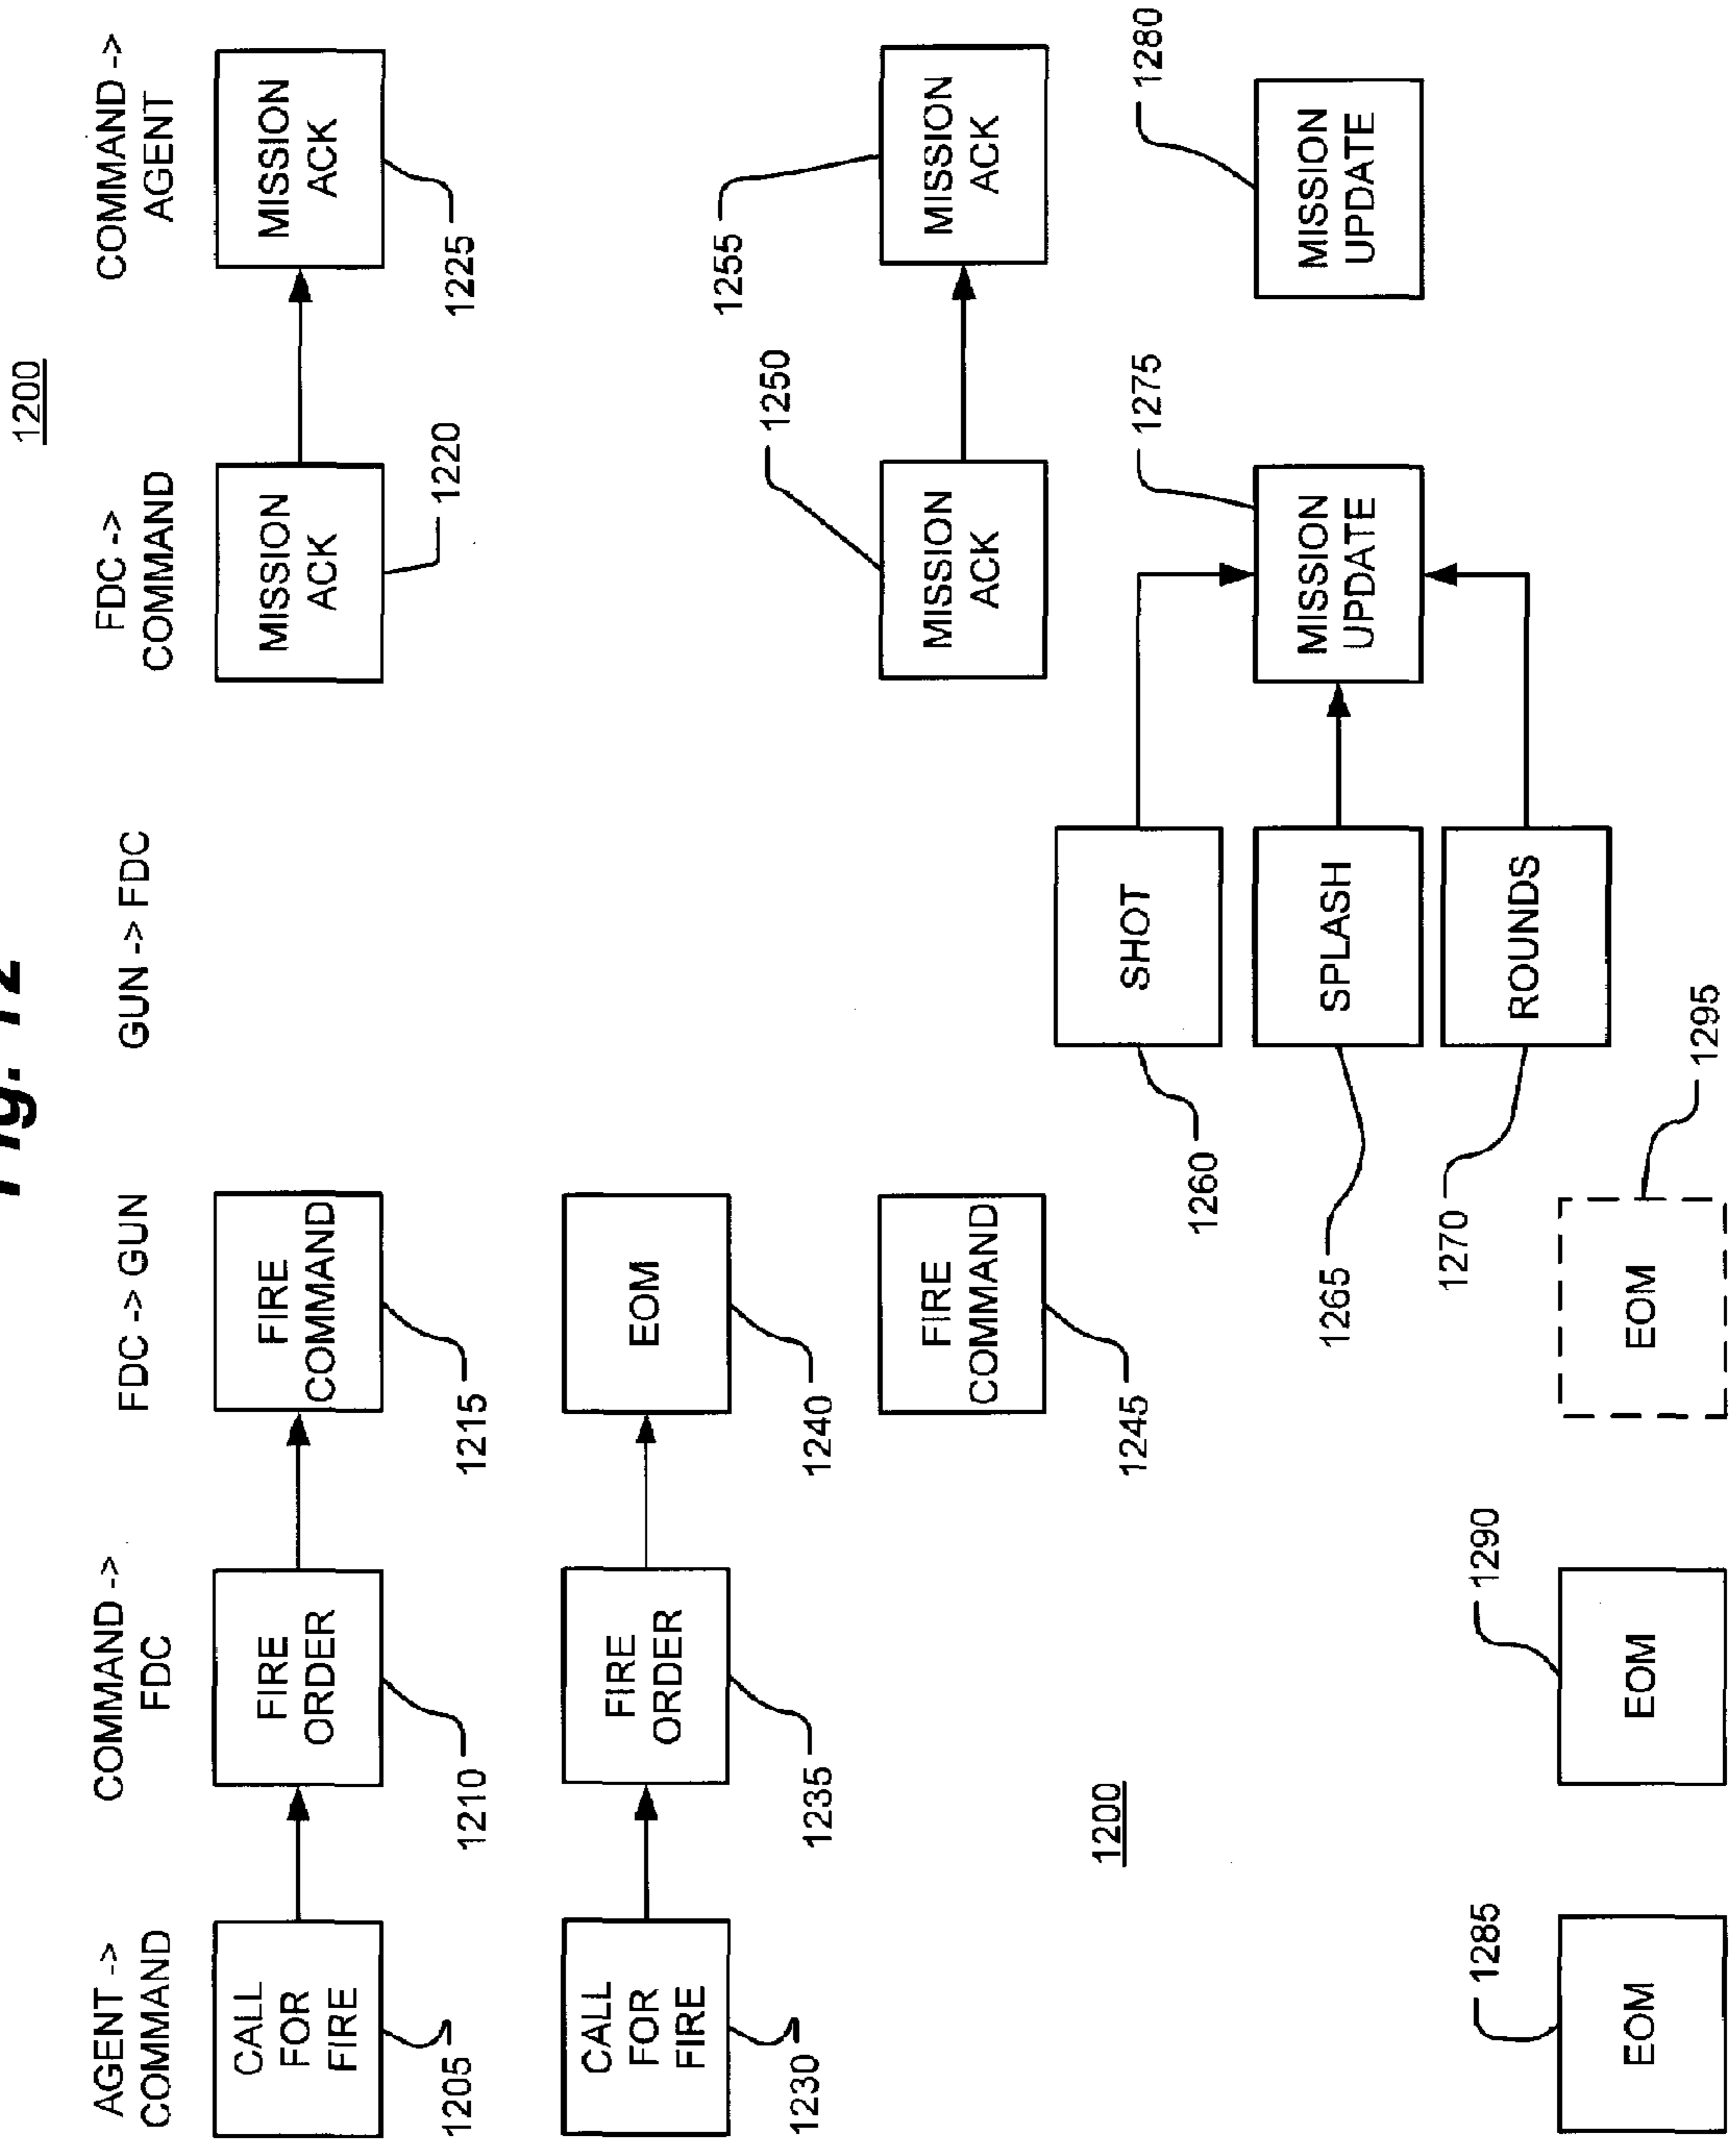 Fig. 12
1200
AGENT ->
COMMAND
COMMAND ->
FDC
FDC -> GUN
GUN -> FDC
FDC ->
COMMAND
COMMAND ->
AGENT
CALL
FOR
FIRE
1205
FIRE
ORDER
1210
FIRE
COMMAND
1215
MISSION
ACK
1220
MISSION
ACK
1225
CALL
FOR
FIRE
1230
FIRE
ORDER
1235
EOM
1240
FIRE
COMMAND
1245
MISSION
ACK
1250
MISSION
ACK
1255
SHOT
1260
SPLASH
1265
ROUNDS
1270
MISSION
UPDATE
1275
MISSION
UPDATE
1280
1200
EOM
1285
EOM
1290
EOM
1295